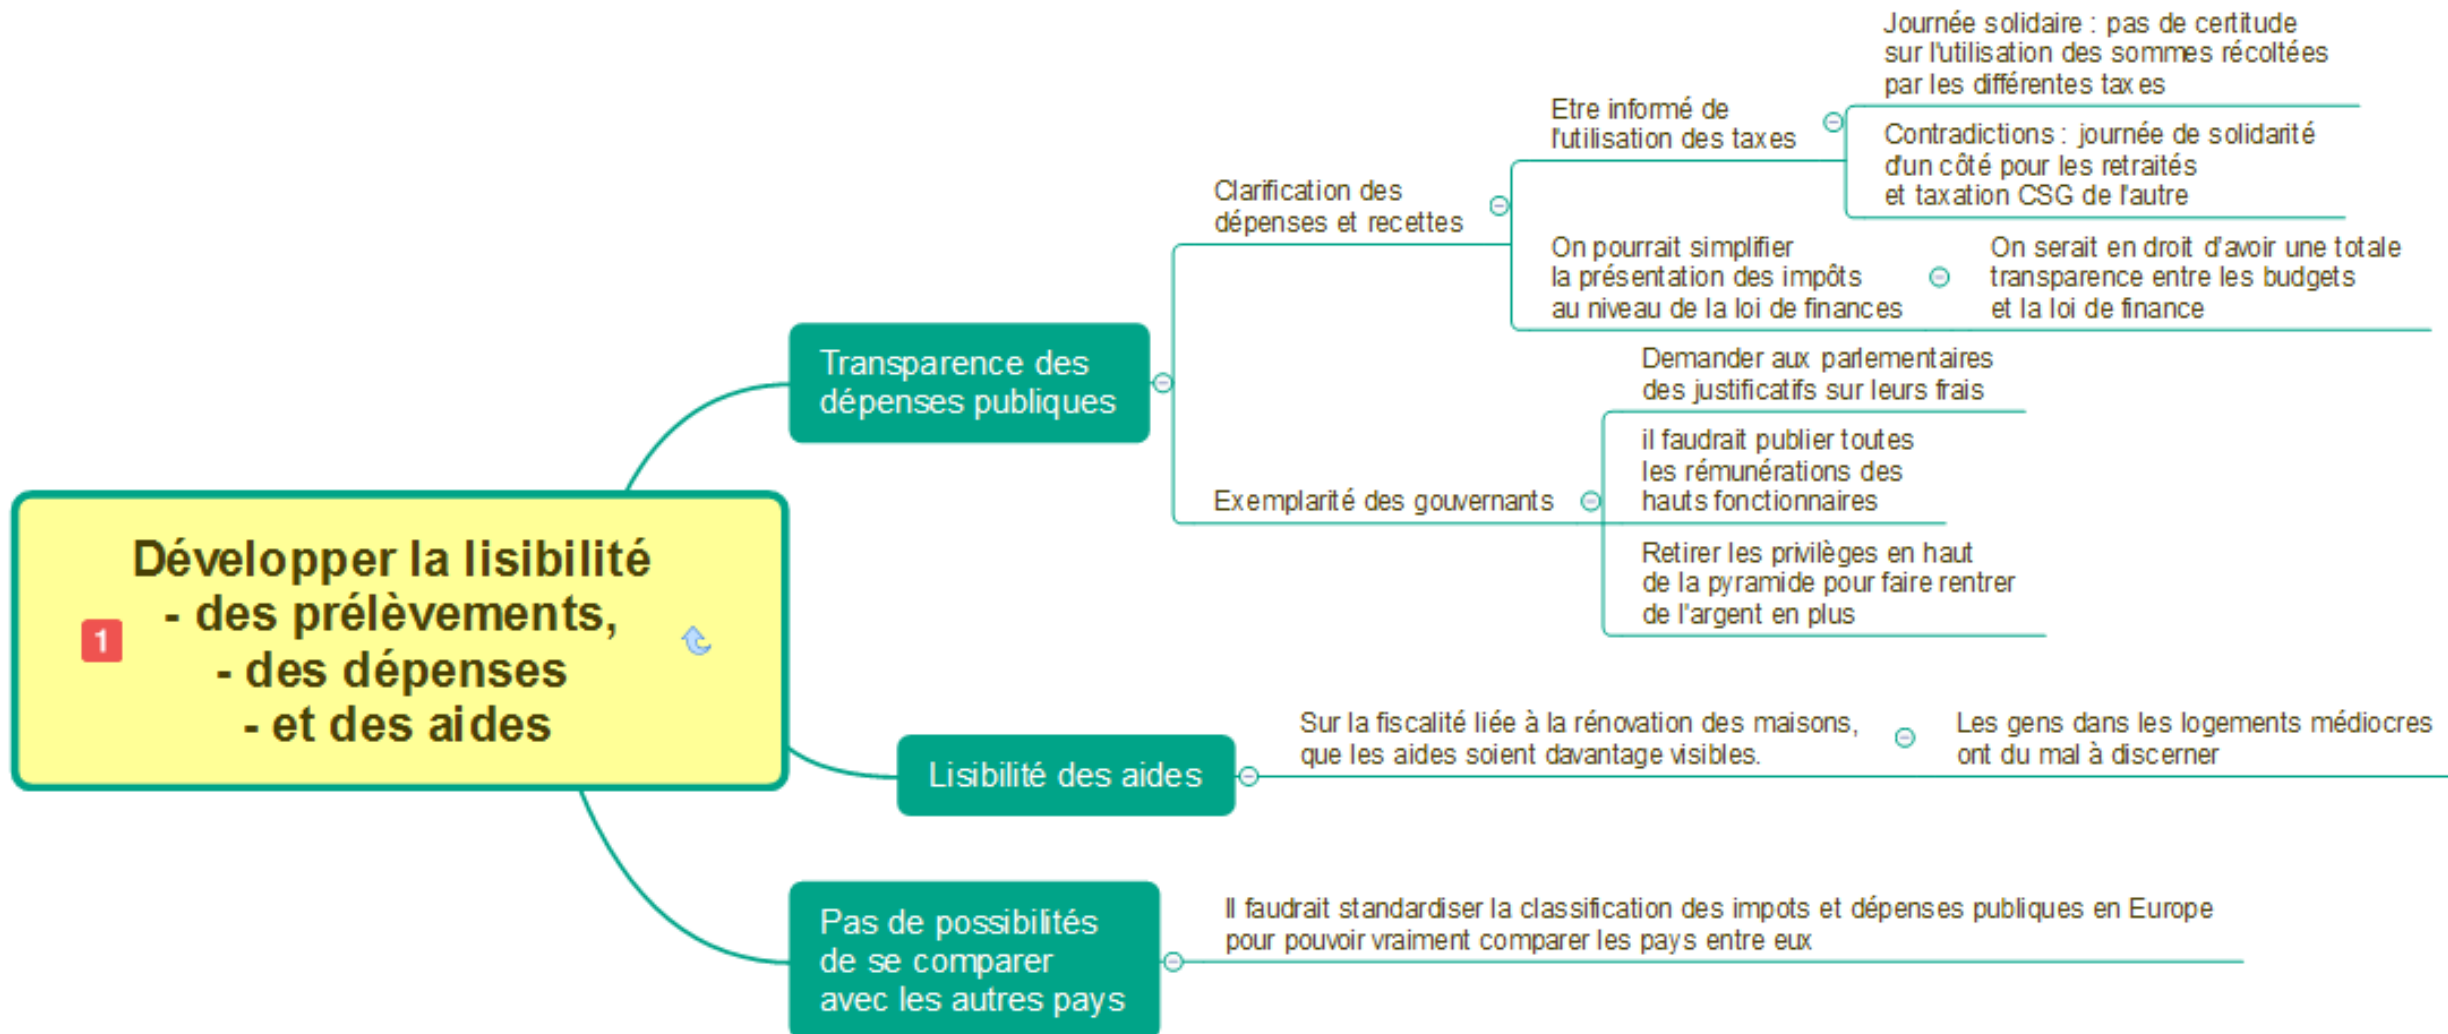 Développer la lisibilité
- des prélèvements,
- des dépenses
- et des aides
1
Transparence des
dépenses publiques
Clarification des
dépenses et recettes
Etre informé de
l'utilisation des taxes
Journée solidaire : pas de certitude
sur l'utilisation des sommes récoltées
par les différentes taxes
Contradictions : journée de solidarité
d'un côté pour les retraités
et taxation CSG de l'autre
On pourrait simplifier
la présentation des impôts
au niveau de la loi de finances
On serait en droit d'avoir une totale
transparence entre les budgets
et la loi de finance
Exemplarité des gouvernants
Demander aux parlementaires
des justificatifs sur leurs frais
il faudrait publier toutes
les rémunérations des
hauts fonctionnaires
Retirer les privilèges en haut
de la pyramide pour faire rentrer
de l'argent en plus
Lisibilité des aides
Sur la fiscalité liée à la rénovation des maisons,
que les aides soient davantage visibles.
Les gens dans les logements médiocres
ont du mal à discerner
Pas de possibilités
de se comparer
avec les autres pays
Il faudrait standardiser la classification des impots et dépenses publiques en Europe
pour pouvoir vraiment comparer les pays entre eux